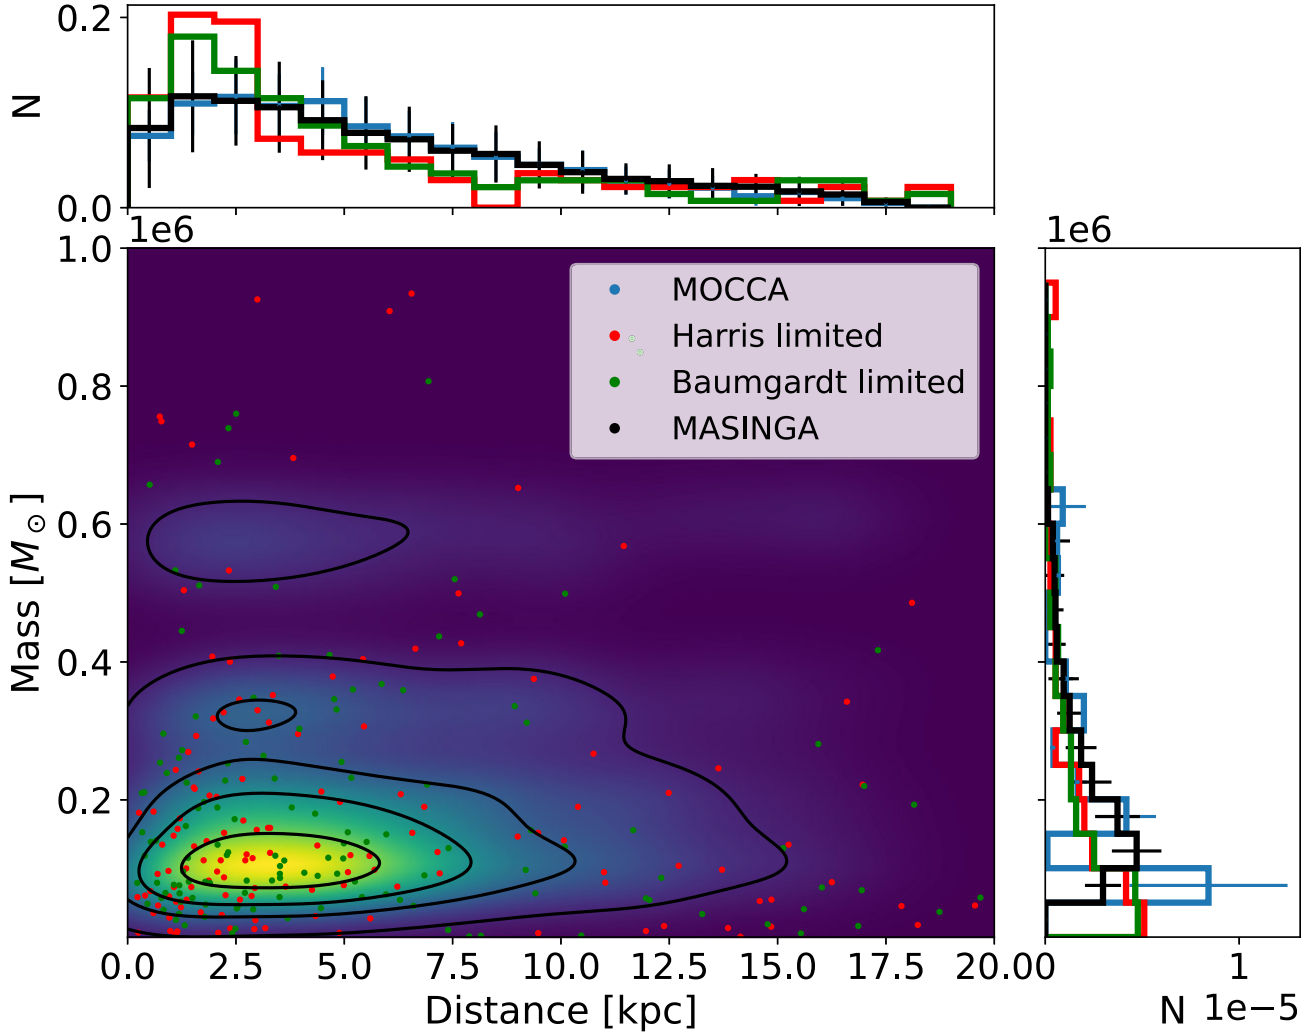 0.2
N
0.0
1e6
1e6
1.0
0.8
0.6
0.4
0.2
Mass [M⊙]
MOCCA
Harris limited
Baumgardt limited
MASINGA
0.0 2.5 5.0 7.5 10.0 12.5 15.0 17.5 20.0
Distance [kpc]
0 1
N 1e−5